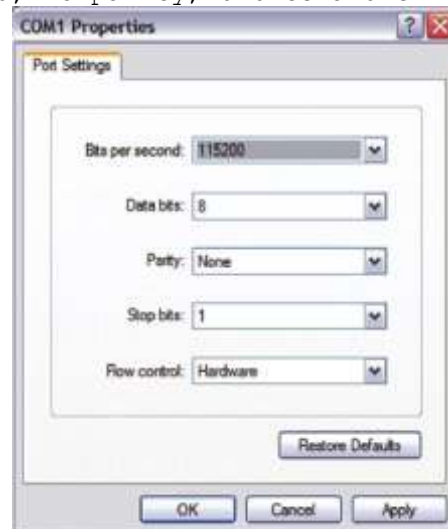 COM1 Properties
Port Settings
Bits per second: 115200
Data bits: 8
Parity: None
Stop bits: 1
Flow control: Hardware
Restore Defaults
OK Cancel Apply